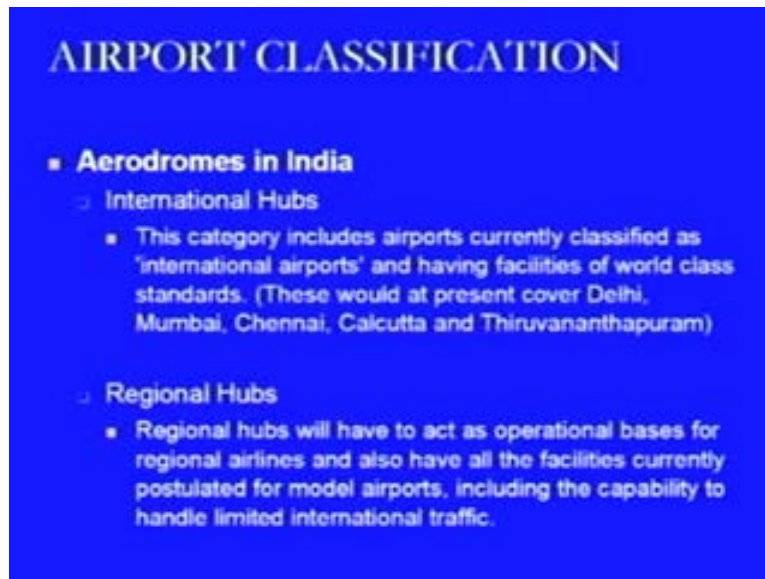 AIRPORT CLASSIFICATION
Aerodromes in India
International Hubs
This category includes airports currently classified as
'international airports' and having facilities of world class
standards. (These would at present cover Delhi,
Mumbai, Chennai, Calcutta and Thiruvananthapuram)
Regional Hubs
Regional hubs will have to act as operational bases for
regional airlines and also have all the facilities currently
postulated for model airports, including the capability to
handle limited international traffic.